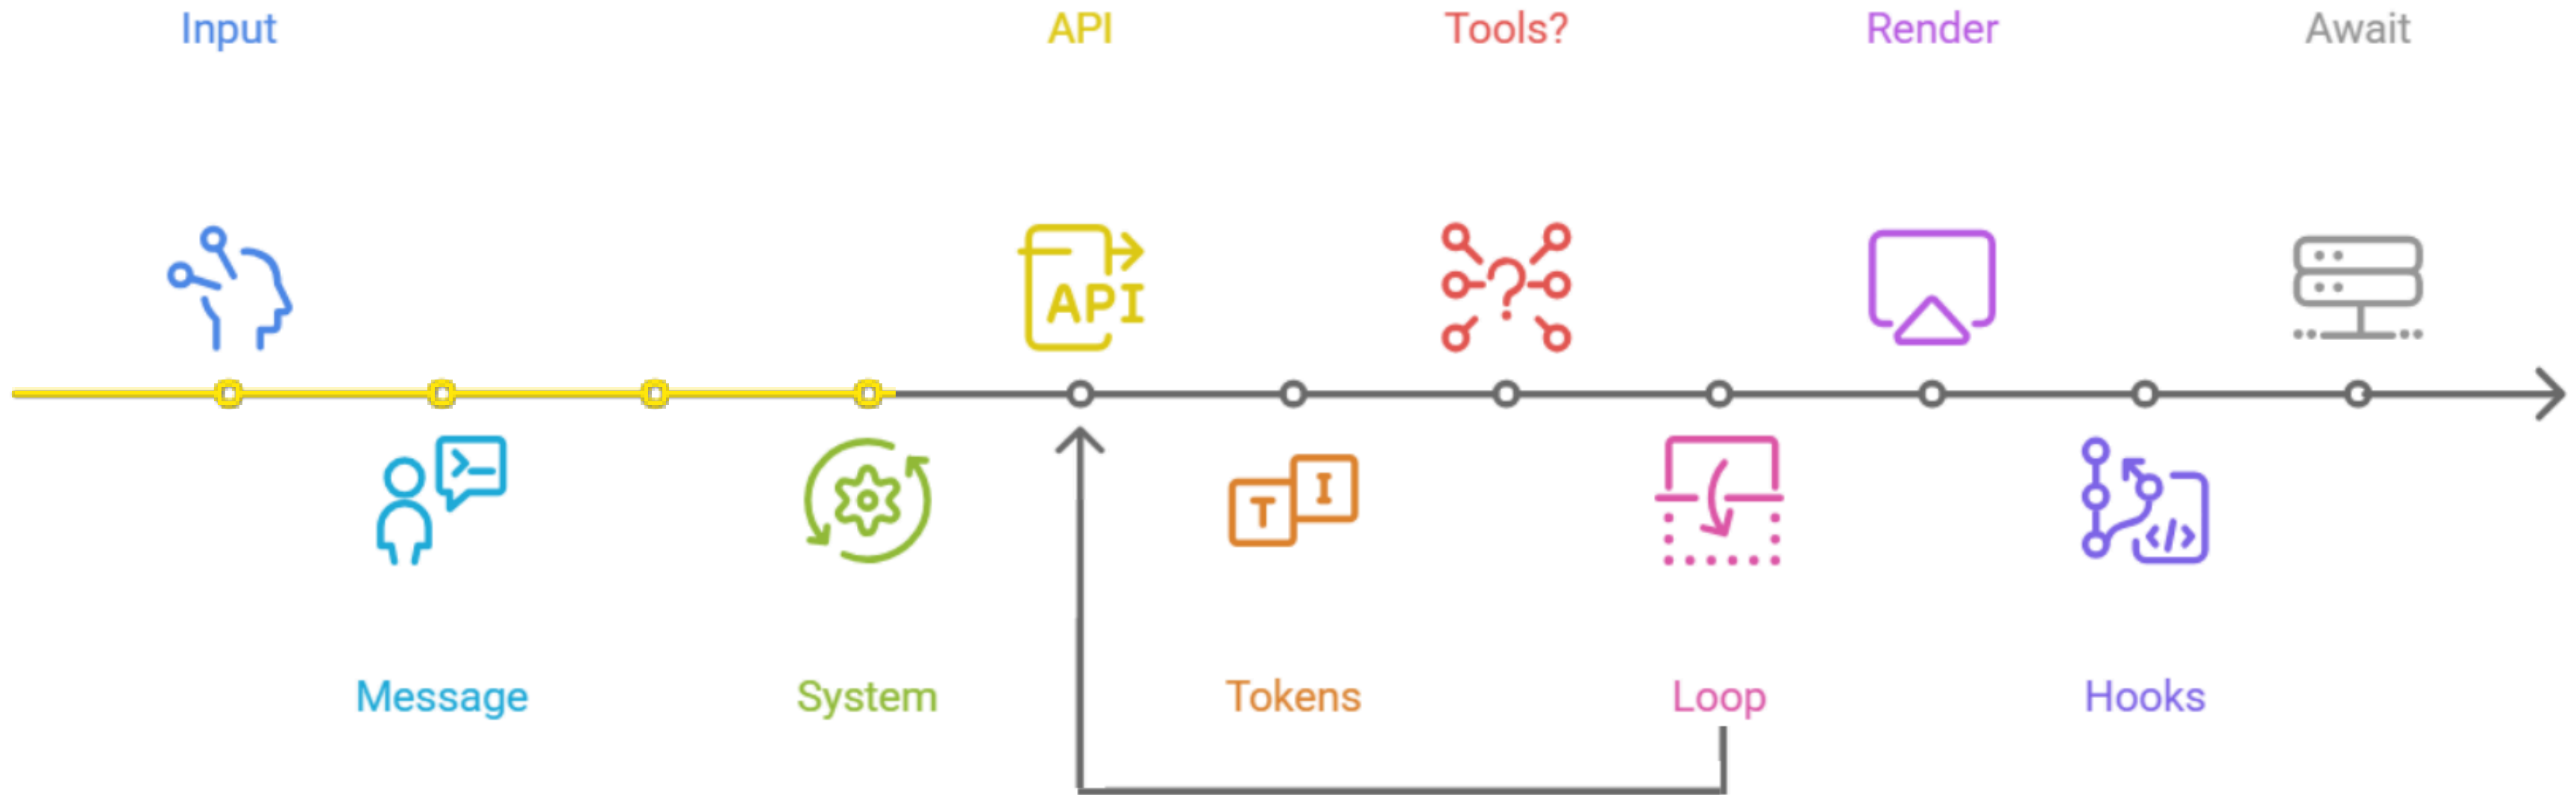 Input
API
Tools?
Render
Await
API
T
I
Message
System
Tokens
Loop
Hooks